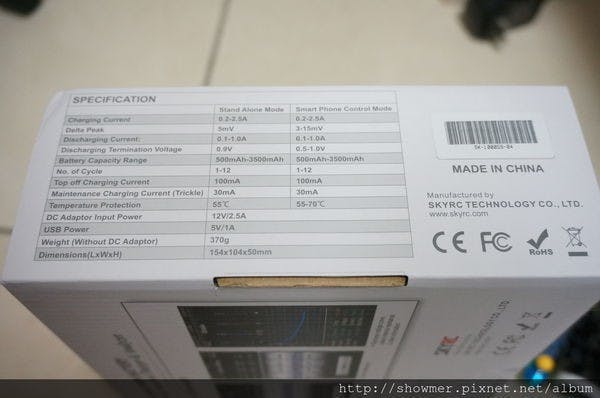 SPECIFICATION
Stand Alone Mode Smart Phone Control Mode
Charging Current 0.2-2.5A 0.2-2.5A
Delta Peak 5mV 3-15mV
Discharging Current: 0.1-1.0A 0.1-1.0A
Discharging Termination Voltage 0.9V 0.5-1.0V
Battery Capacity Range 500mAh-3500mAh 500mAh-3500mAh
No. of Cycle 1-12 1-12
Top off Charging Current 100mA 100mA
Maintenance Charging Current (Trickle) 30mA 30mA
Temperature Protection 55℃ 55-70℃
DC Adaptor Input Power 12V/2.5A
USB Power 5V/1A
Weight (Without DC Adaptor) 370g
Dimensions(LxWxH) 154x104x50mm
SK-100059-04
MADE IN CHINA
Manufactured by
SKYRC TECHNOLOGY CO., LTD.
www.skyrc.com
CE FC RoHS
http://showmer.pixnet.net/album